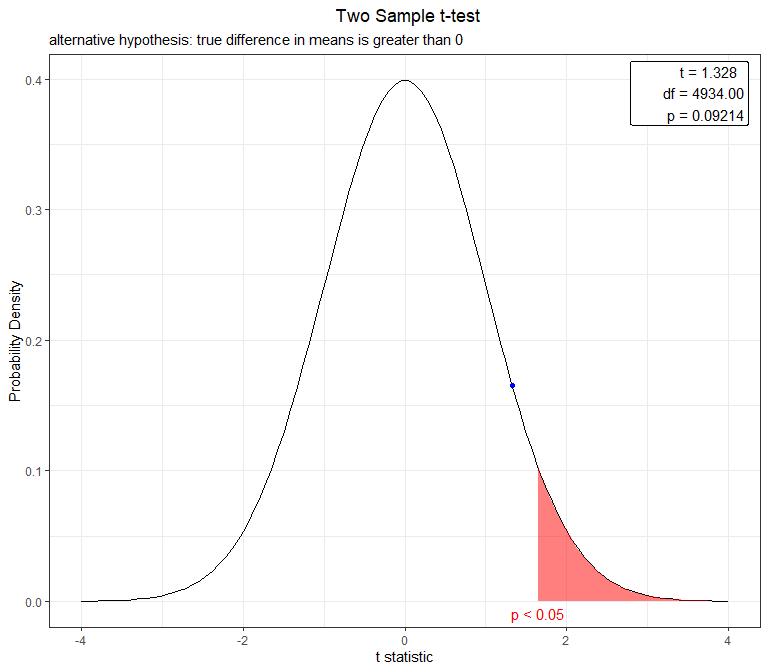 Two Sample t-test
alternative hypothesis: true difference in means is greater than 0
t = 1.328
df = 4934.00
p = 0.09214
Probability Density
0.4
0.3
0.2
0.1
0.0
p < 0.05
-4
-2
0
2
4
t statistic